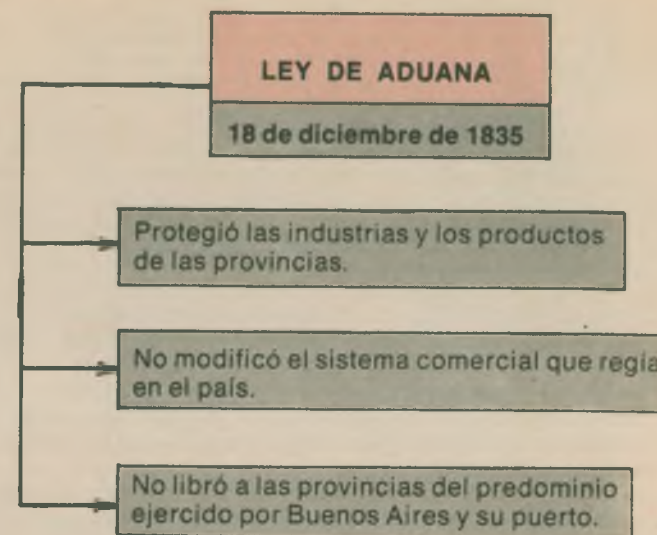 LEY DE ADUANA
18 de diciembre de 1835
Protegió las industrias y los productos
de las provincias.
No modificó el sistema comercial que regía
en el país.
No libró a las provincias del predominio
ejercido por Buenos Aires y su puerto.